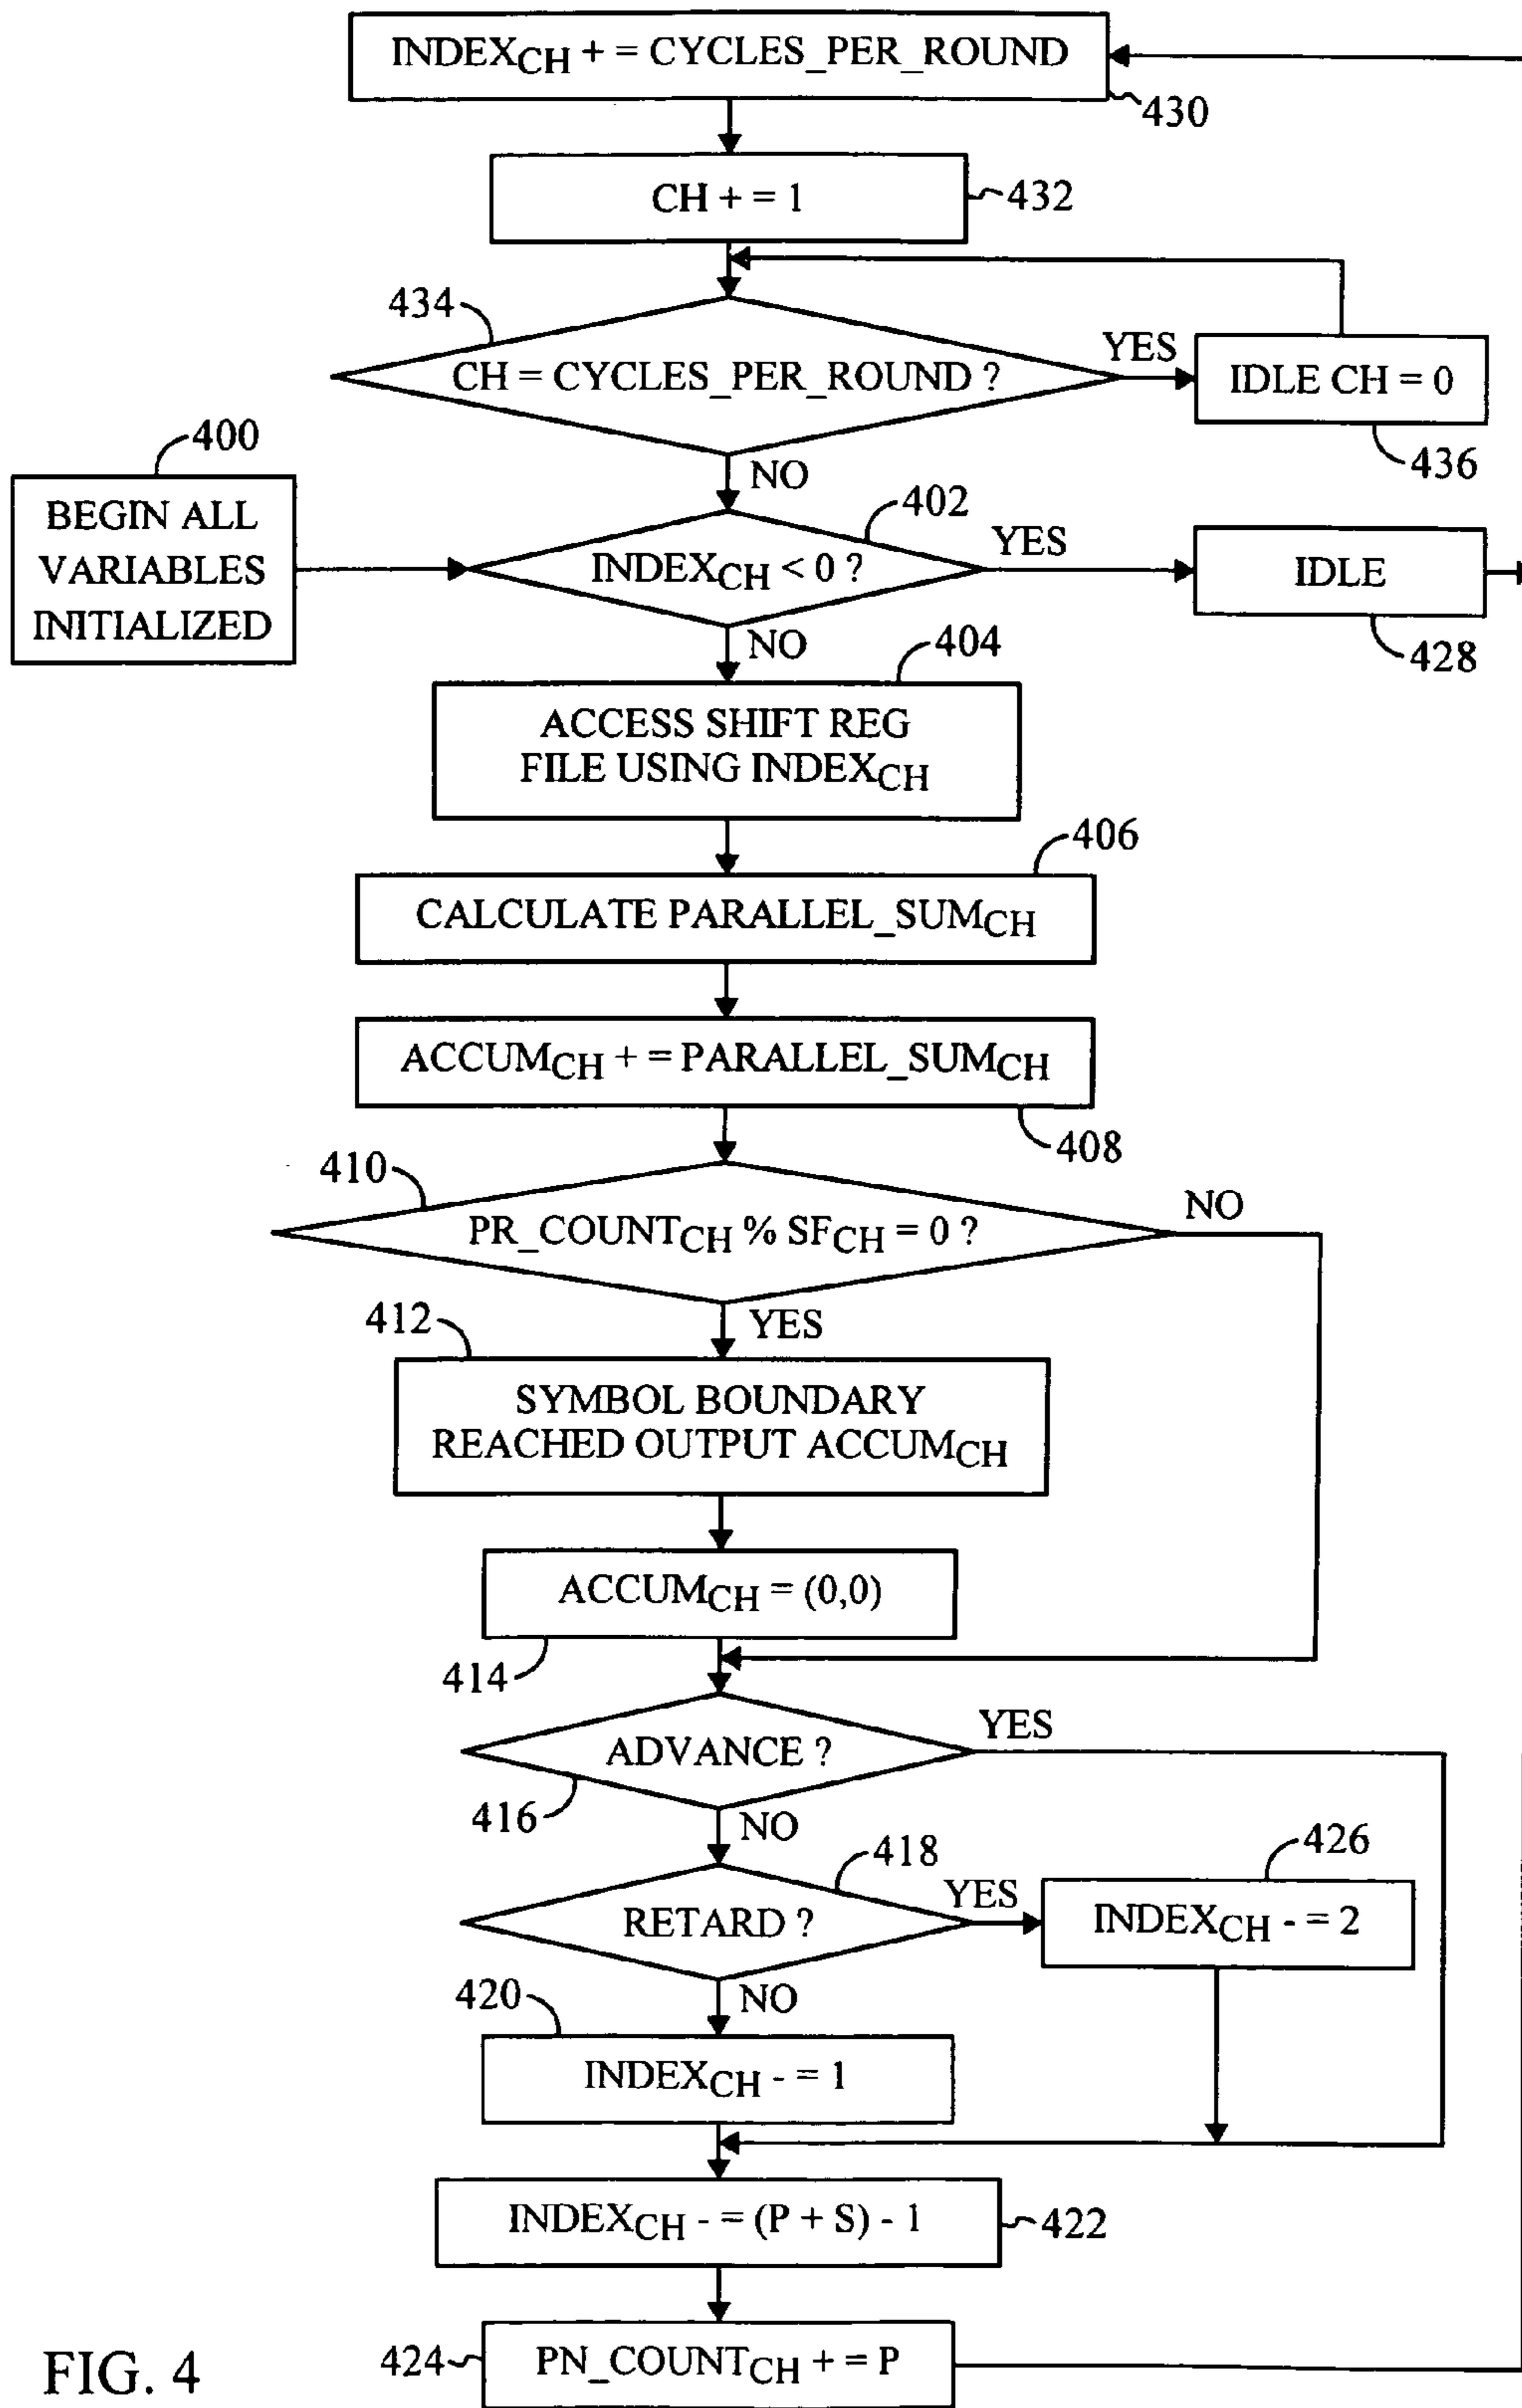 INDEXCH + = CYCLES_PER_ROUND
430
CH + = 1
432
434
CH = CYCLES_PER_ROUND ?
YES
IDLE CH = 0
436
NO
400
BEGIN ALL
VARIABLES
INITIALIZED
402
INDEXCH < 0 ?
YES
IDLE
428
NO
404
ACCESS SHIFT REG
FILE USING INDEXCH
406
CALCULATE PARALLEL_SUMCH
ACCUMCH + = PARALLEL_SUMCH
408
410
PR_COUNTCH % SFCH = 0 ?
NO
YES
412
SYMBOL BOUNDARY
REACHED OUTPUT ACCUMCH
ACCUMCH = (0,0)
414
ADVANCE ?
YES
416
NO
418
RETARD ?
YES
426
INDEXCH - = 2
NO
420
INDEXCH - = 1
INDEXCH - = (P + S) - 1
422
424
PN_COUNTCH + = P
FIG. 4